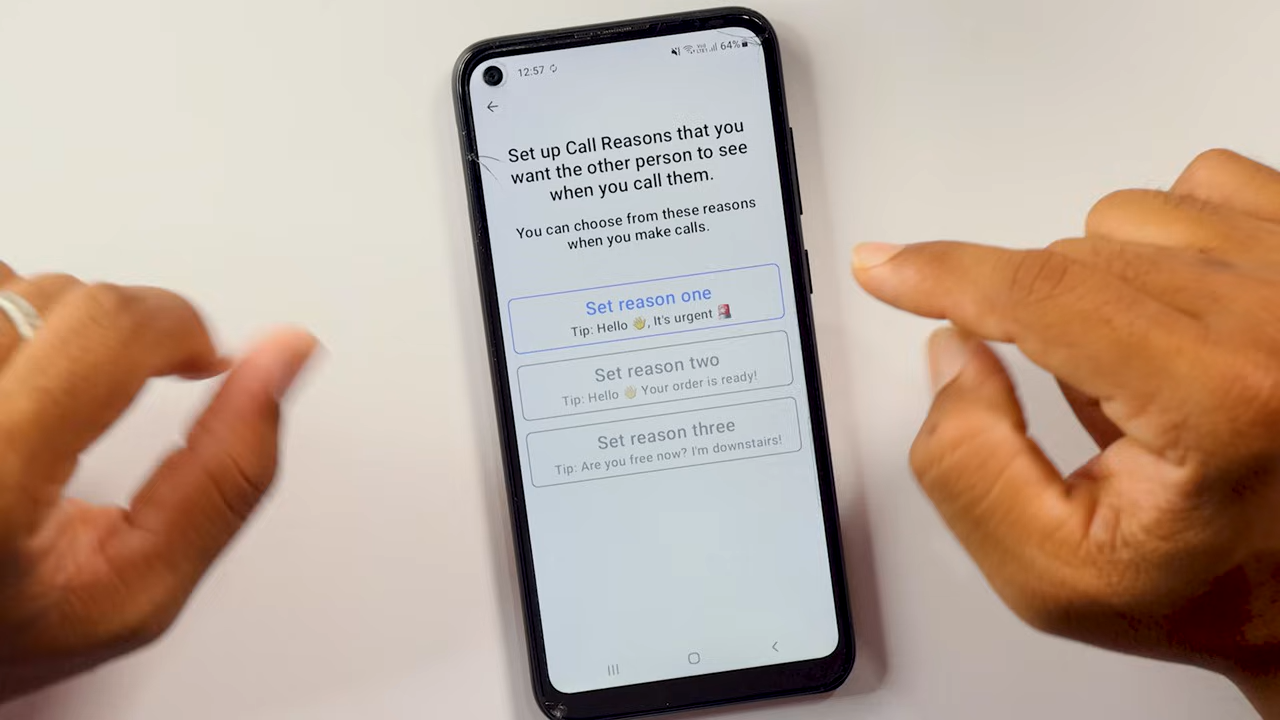 12:57
64%
Set up Call Reasons that you
want the other person to see
when you call them.
You can choose from these reasons
when you make calls.
Set reason one
Tip: Hello 👋, It's urgent 🚨
Set reason two
Tip: Hello 👋 Your order is ready!
Set reason three
Tip: Are you free now? I'm downstairs!